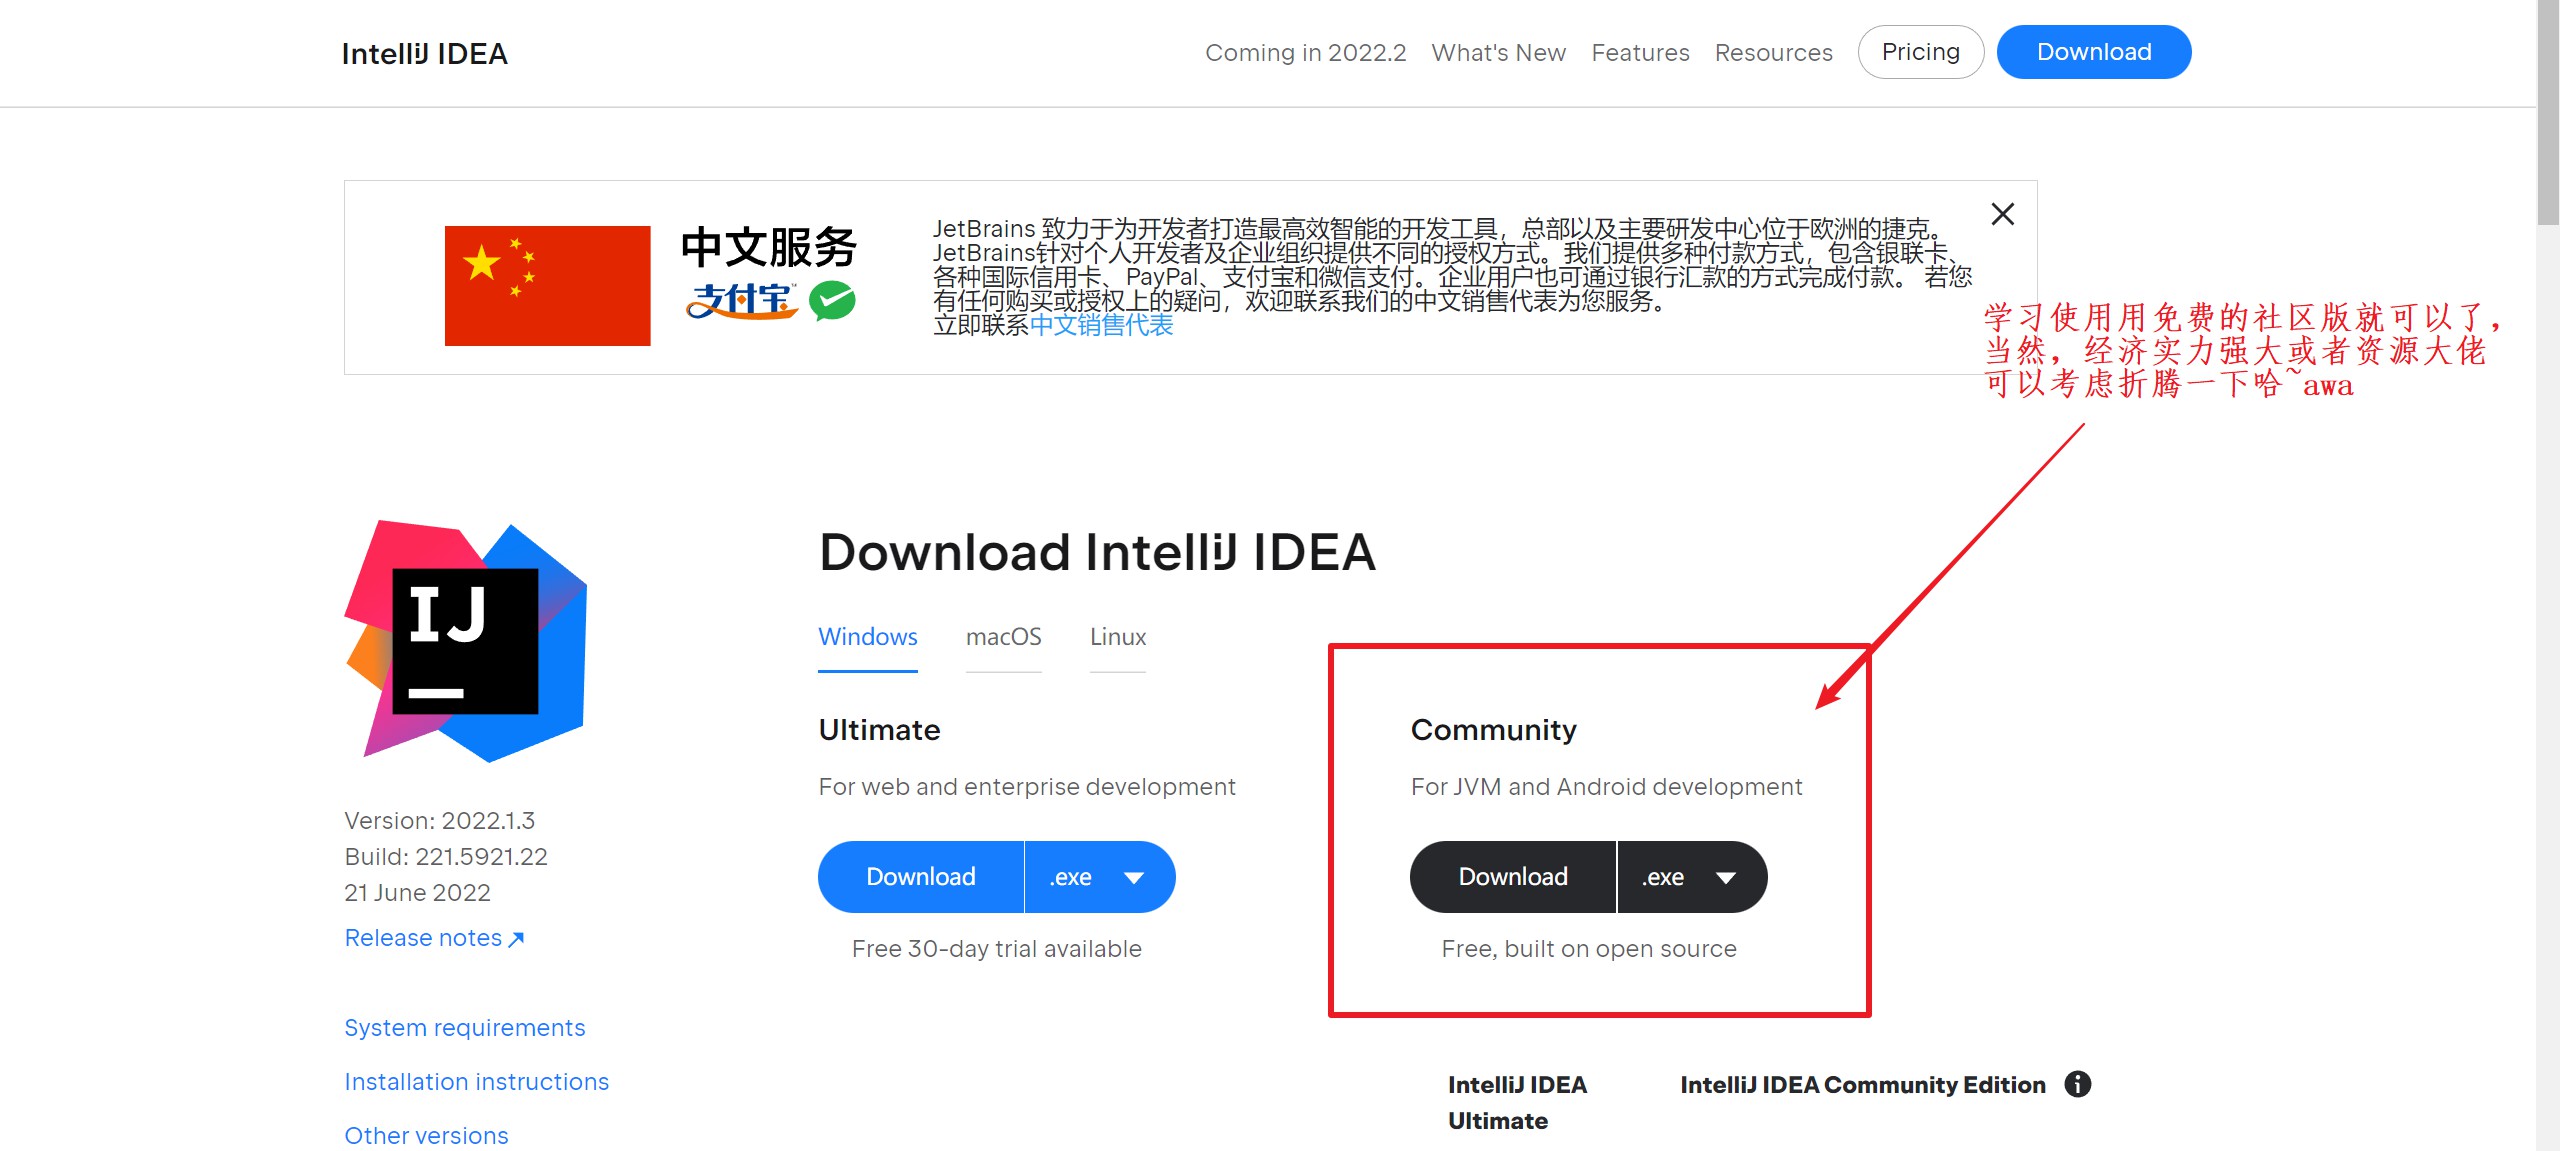 IntelliJ IDEA
Coming in 2022.2 What's New Features Resources Pricing Download
中文服务
支付宝
JetBrains 致力于为开发者打造最高效智能的开发工具，总部以及主要研发中心位于欧洲的捷克。
JetBrains针对个人开发者及企业组织提供不同的授权方式。我们提供多种付款方式，包含银联卡、
各种国际信用卡、PayPal、支付宝和微信支付。企业用户也可通过银行汇款的方式完成付款。 若您
有任何购买或授权上的疑问，欢迎联系我们的中文销售代表为您服务。
立即联系中文销售代表
学习使用用免费的社区版就可以了，
当然，经济实力强大或者资源大佬
可以考虑折腾一下哈~awa
IJ
Download IntelliJ IDEA
Windows macOS Linux
Ultimate
For web and enterprise development
Download .exe
Free 30-day trial available
Community
For JVM and Android development
Download .exe
Free, built on open source
Version: 2022.1.3
Build: 221.5921.22
21 June 2022
Release notes
System requirements
Installation instructions
Other versions
IntelliJ IDEA
Ultimate
IntelliJ IDEA Community Edition